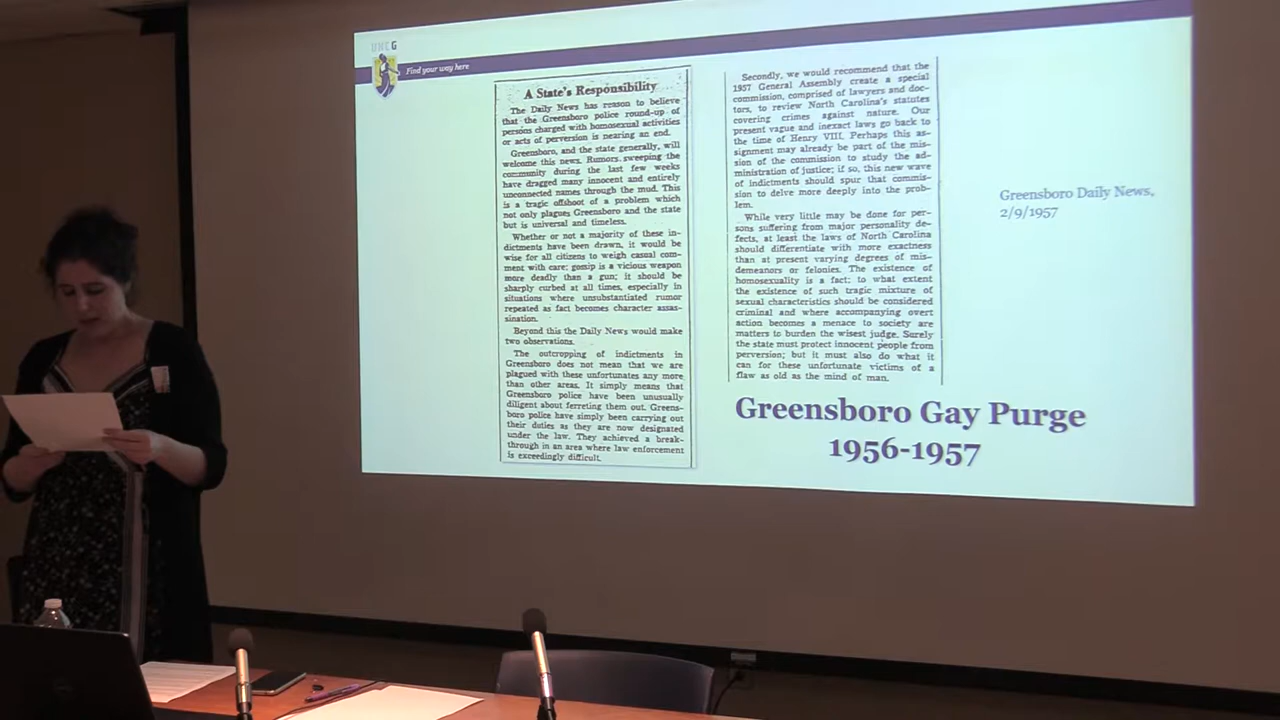 UNCG
Find your way here
A State's Responsibility
The Daily News has reason to believe
that the Greensboro police round-up of
persons charged with homosexual activities
or acts of perversion is nearing an end.
Greensboro, and the state generally, will
welcome this news. Rumors sweeping the
community during the last few weeks
have dragged many innocent and entirely
unconnected names through the mud. This
is a tragic offshoot of a problem which
not only plagues Greensboro and the state
but is universal and timeless.
Whether or not a majority of these in-
dictments have been drawn, it would be
wise for all citizens to weigh casual com-
ment with care; gossip is a vicious weapon
more deadly than a gun; it should be
sharply curbed at all times, especially in
situations where unsubstantiated rumor
repeated as fact becomes character assas-
sination.
Beyond this the Daily News would make
two observations.
The outcropping of indictments in
Greensboro does not mean that we are
plagued with these unfortunates any more
than other areas. It simply means that
Greensboro police have been unusually
diligent about ferreting them out. Greens-
boro police have simply been carrying out
their duties as they are now designated
under the law. They achieved a break-
through in an area where law enforcement
is exceedingly difficult.
Secondly, we would recommend that the
1957 General Assembly create a special
commission, comprised of lawyers and doc-
tors, to review North Carolina's statutes
covering crimes against nature. Our
present vague and inexact laws go back to
the time of Henry VIII. Perhaps this as-
signment may already be part of the mis-
sion of the commission to study the ad-
ministration of justice; if so, this new wave
of indictments should spur that commis-
sion to delve more deeply into the prob-
lem.
While very little may be done for per-
sons suffering from major personality de-
fects, at least the laws of North Carolina
should differentiate with more exactness
than at present varying degrees of mis-
demeanors or felonies. The existence of
homosexuality is a fact; to what extent
the existence of such tragic mixture of
sexual characteristics should be considered
criminal and where accompanying overt
action becomes a menace to society are
matters to burden the wisest judge. Surely
the state must protect innocent people from
perversion; but it must also do what it
can for these unfortunate victims of a
flaw as old as the mind of man.
Greensboro Daily News,
2/9/1957
Greensboro Gay Purge
1956-1957